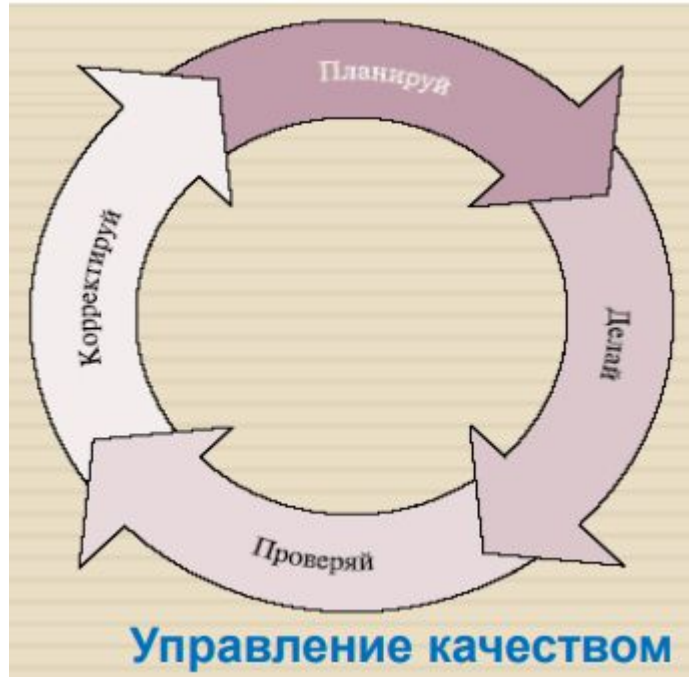 Планируй
Делай
Проверяй
Корректируй
Управление качеством